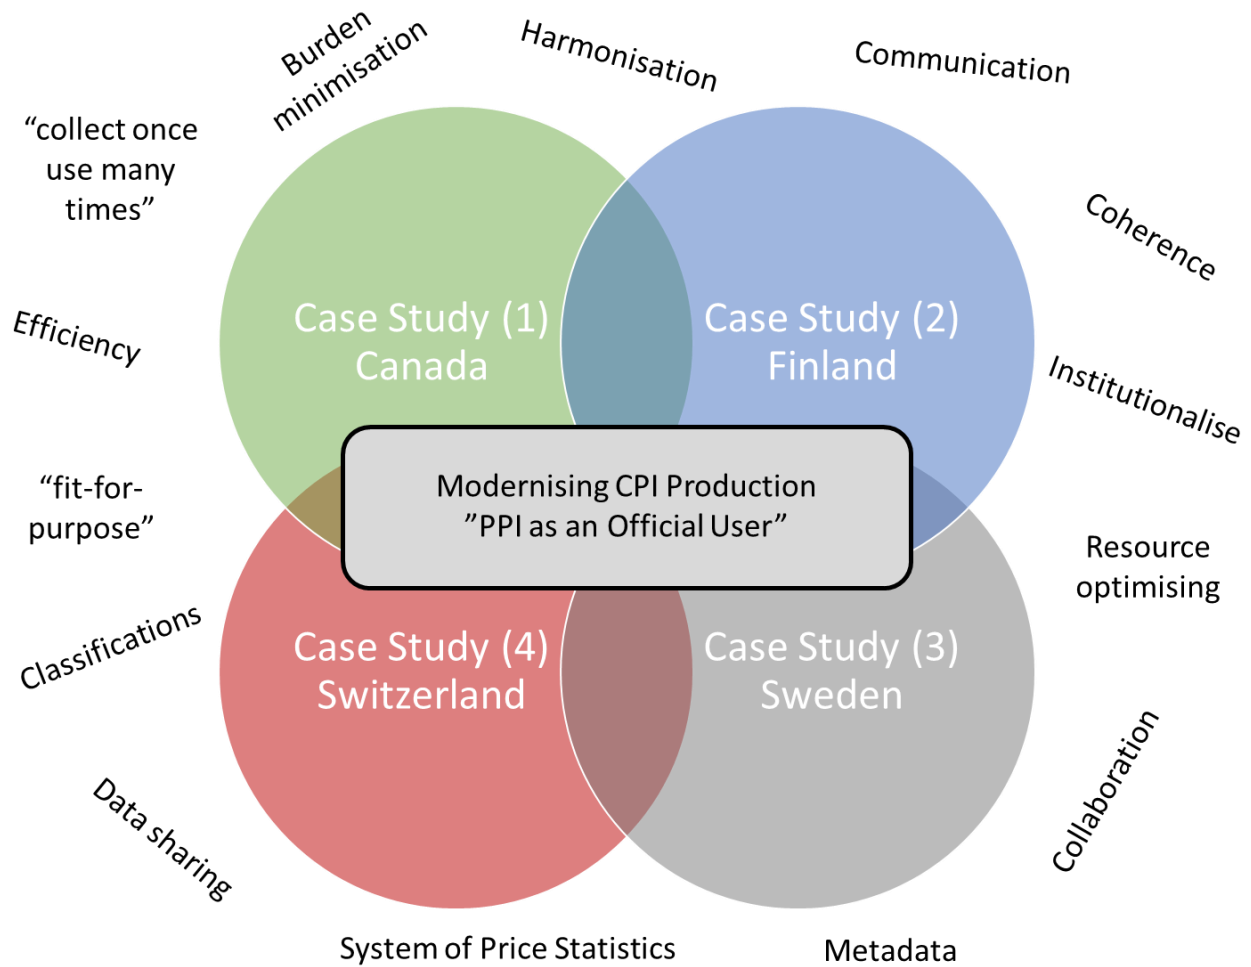 Burden
minimisation
Harmonisation
Communication
“collect once
use many
times”
Coherence
Efficiency
Case Study (1)
Canada
Case Study (2)
Finland
Institutionalise
“fit-for-
purpose”
Modernising CPI Production
”PPI as an Official User”
Resource
optimising
Classifications
Case Study (4)
Switzerland
Case Study (3)
Sweden
Collaboration
Data sharing
System of Price Statistics
Metadata